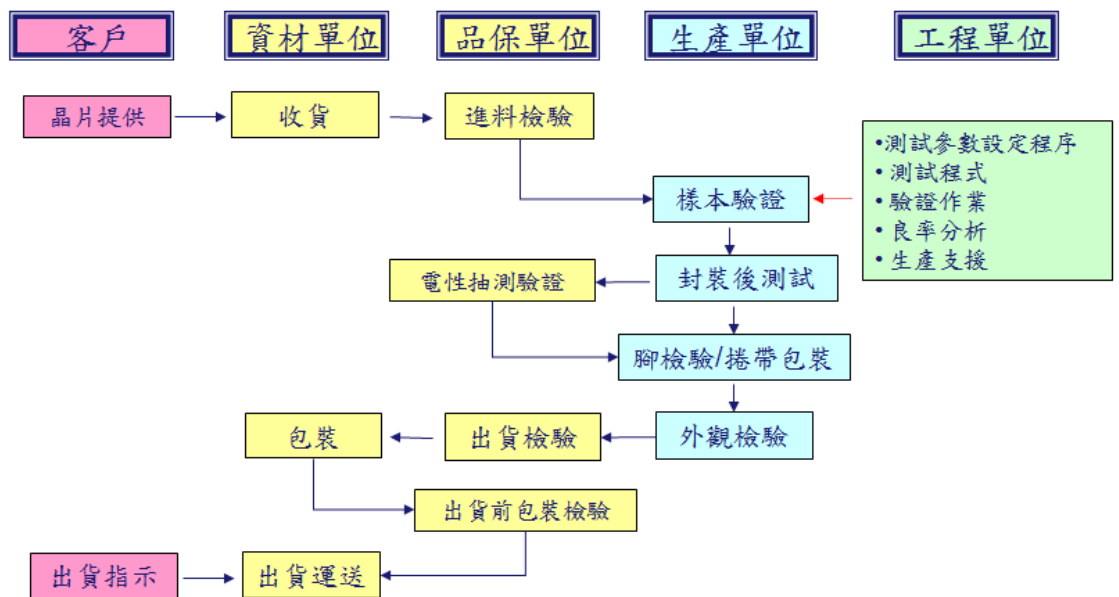 客戶
資材單位
品保單位
生產單位
工程單位
晶片提供
收貨
進料檢驗
•測試參數設定程序
• 測試程式
•驗證作業
• 良率分析
• 生產支援
樣本驗證
電性抽測驗證
封裝後測試
腳檢驗/捲帶包裝
包裝
出貨檢驗
外觀檢驗
出貨前包裝檢驗
出貨指示
出貨運送